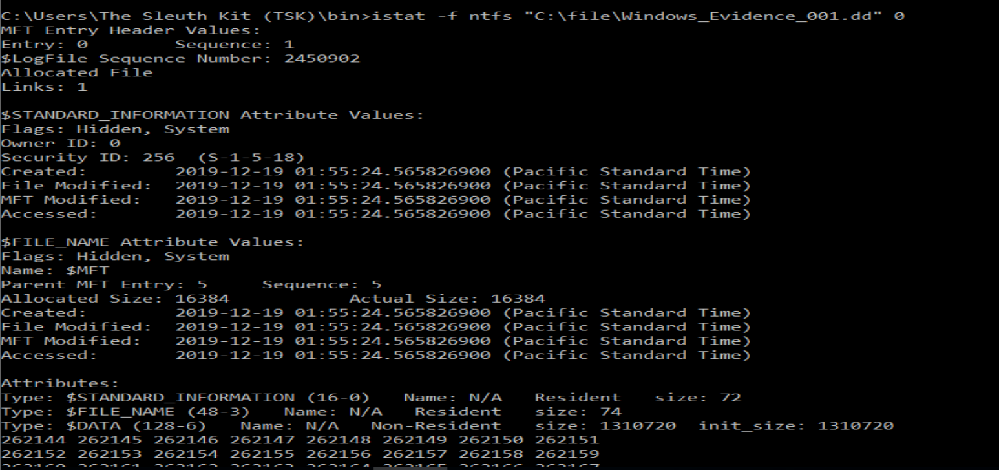 C:\Users\The Sleuth Kit (TSK)\bin>istat -f ntfs "C:\file\Windows_Evidence_001.dd" 0
MFT Entry Header Values:
Entry: 0        Sequence: 1
$LogFile Sequence Number: 2450902
Allocated File
Links: 1

$STANDARD_INFORMATION Attribute Values:
Flags: Hidden, System
Owner ID: 0
Security ID: 256  (S-1-5-18)
Created:        2019-12-19 01:55:24.565826900 (Pacific Standard Time)
File Modified:  2019-12-19 01:55:24.565826900 (Pacific Standard Time)
MFT Modified:   2019-12-19 01:55:24.565826900 (Pacific Standard Time)
Accessed:       2019-12-19 01:55:24.565826900 (Pacific Standard Time)

$FILE_NAME Attribute Values:
Flags: Hidden, System
Name: $MFT
Parent MFT Entry: 5     Sequence: 5
Allocated Size: 16384           Actual Size: 16384
Created:        2019-12-19 01:55:24.565826900 (Pacific Standard Time)
File Modified:  2019-12-19 01:55:24.565826900 (Pacific Standard Time)
MFT Modified:   2019-12-19 01:55:24.565826900 (Pacific Standard Time)
Accessed:       2019-12-19 01:55:24.565826900 (Pacific Standard Time)

Attributes:
Type: $STANDARD_INFORMATION (16-0)   Name: N/A   Resident   size: 72
Type: $FILE_NAME (48-3)   Name: N/A   Resident   size: 74
Type: $DATA (128-6)   Name: N/A   Non-Resident   size: 1310720  init_size: 1310720
262144 262145 262146 262147 262148 262149 262150 262151
262152 262153 262154 262155 262156 262157 262158 262159